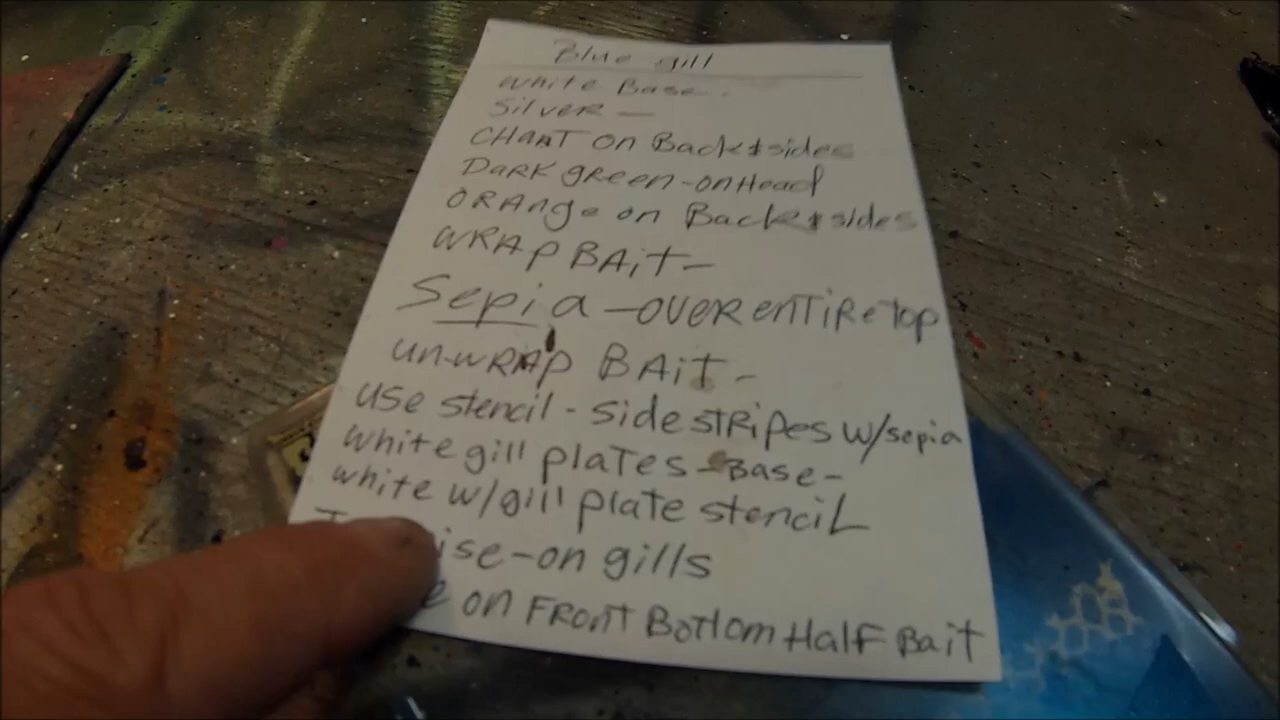 Blue gill
white Base.
SilveR —
CHART on Back & sides
DaRK green - on Head
ORAnge on Back & sides
WRAP BAiT —
Sepia — OVER enTiRe Top
un-wRAP BAiT -
use stencil - side stRipes w/sepia
white gill plaTes - Base -
white w/gill plate stenciL
on gills
on FRonT BoTTom HalF BaiT